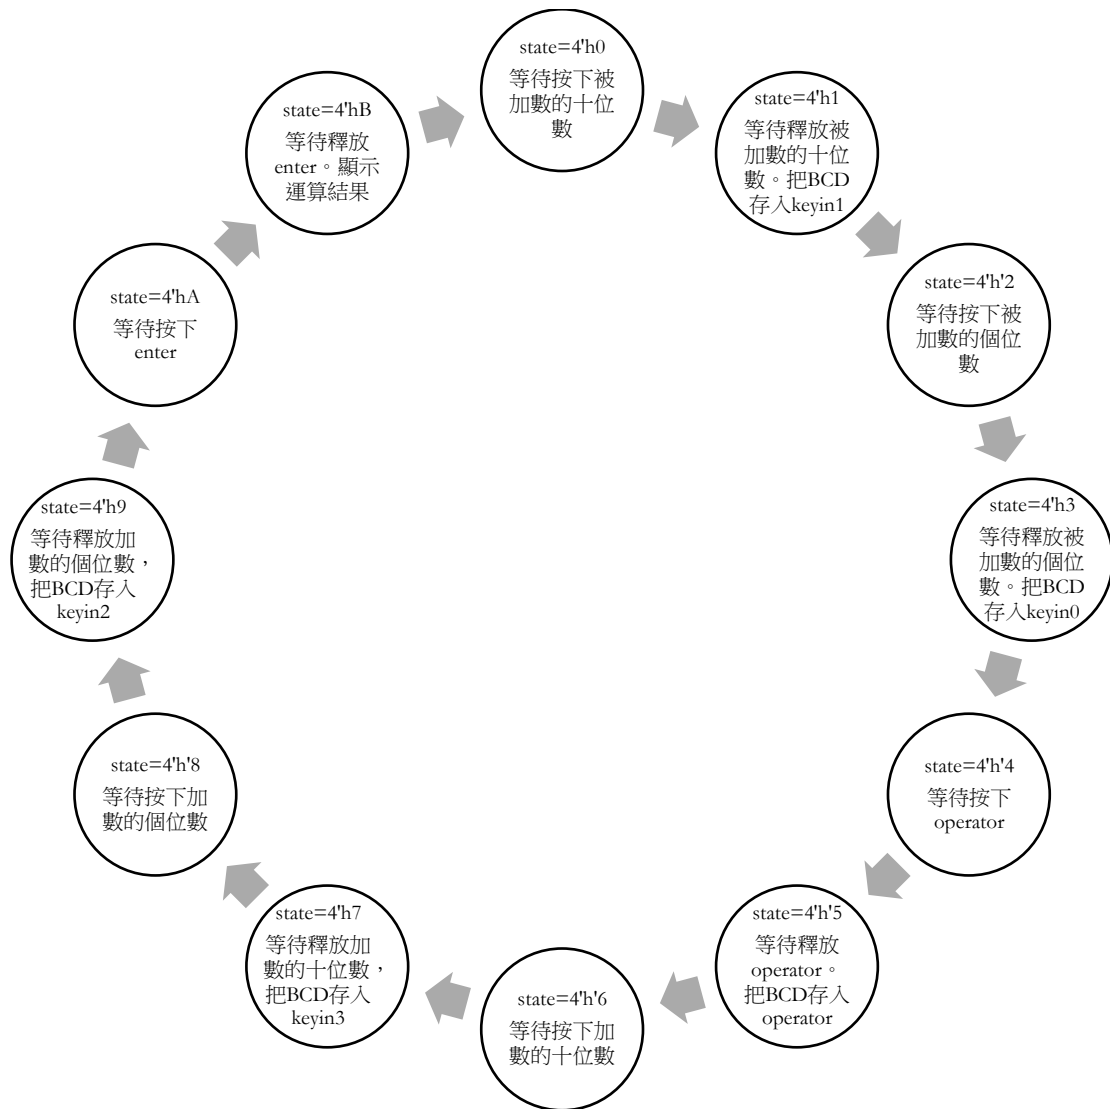 state=4'h0
等待按下被
加數的十位
數
state=4'h1
等待釋放被
加數的十位
數。把BCD
存入keyin1
state=4'h'2
等待按下被
加數的個位
數
state=4'h3
等待釋放被
加數的個位
數。把BCD
存入keyin0
state=4'h'4
等待按下
operator
state=4'h'5
等待釋放
operator。
把BCD存入
operator
state=4'h'6
等待按下加
數的十位數
state=4'h7
等待釋放加
數的十位數，
把BCD存入
keyin3
state=4'h'8
等待按下加
數的個位數
state=4'h9
等待釋放加
數的個位數，
把BCD存入
keyin2
state=4'hA
等待按下
enter
state=4'hB
等待釋放
enter。顯示
運算結果